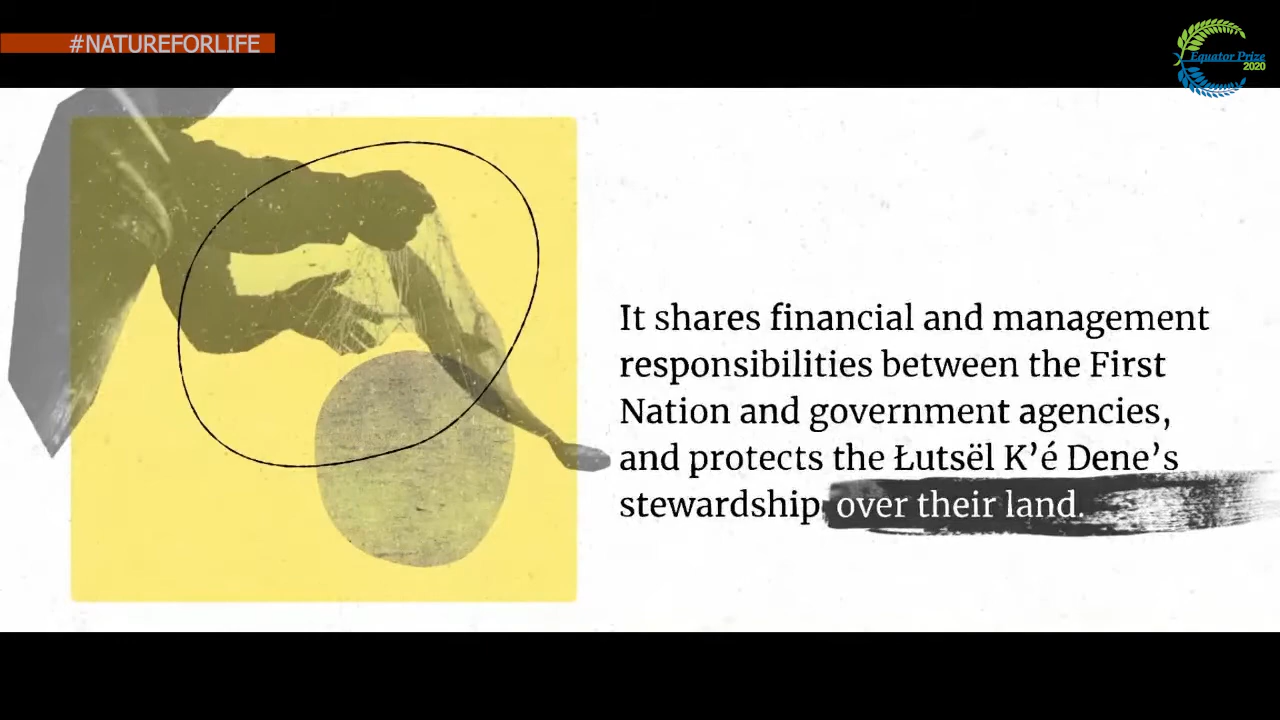 #NATUREFORLIFE
Equator Prize
2020
It shares financial and management
responsibilities between the First
Nation and government agencies,
and protects the Łutsël K’é Dene’s
stewardship over their land.